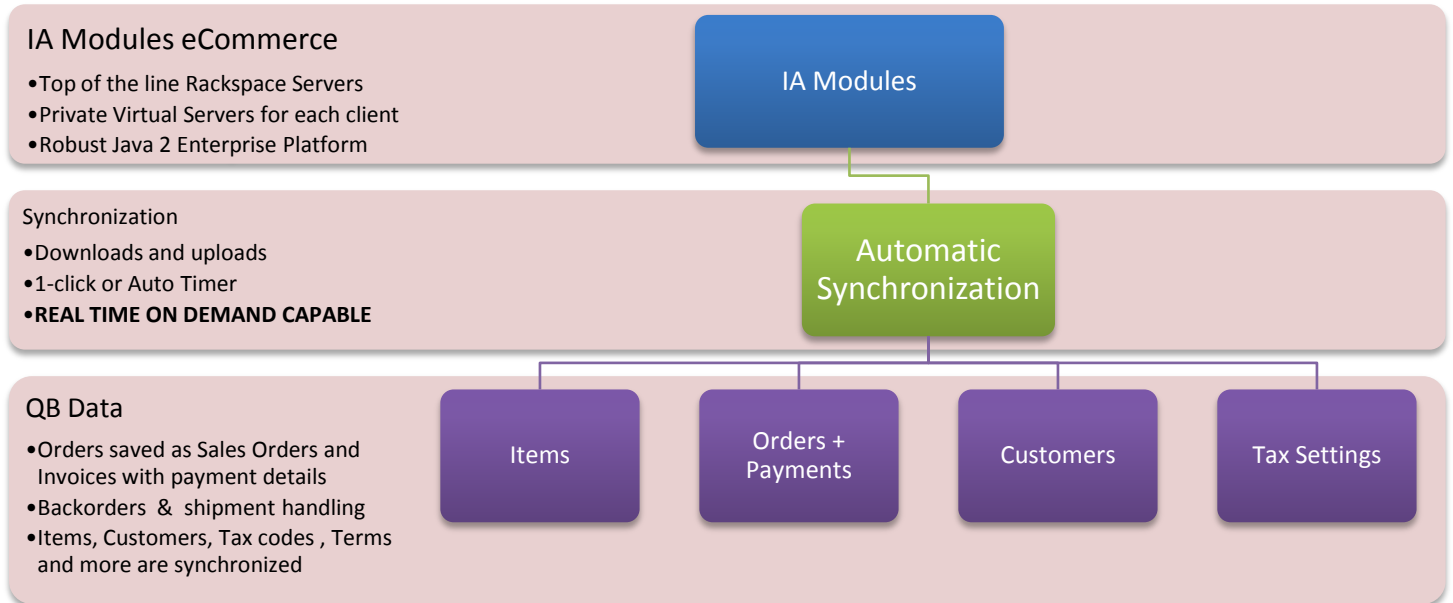 IA Modules eCommerce
•Top of the line Rackspace Servers
•Private Virtual Servers for each client
•Robust Java 2 Enterprise Platform
IA Modules
Synchronization
•Downloads and uploads
•1-click or Auto Timer
•REAL TIME ON DEMAND CAPABLE
Automatic
Synchronization
QB Data
•Orders saved as Sales Orders and
Invoices with payment details
•Backorders & shipment handling
•Items, Customers, Tax codes , Terms
and more are synchronized
Items
Orders +
Payments
Customers
Tax Settings